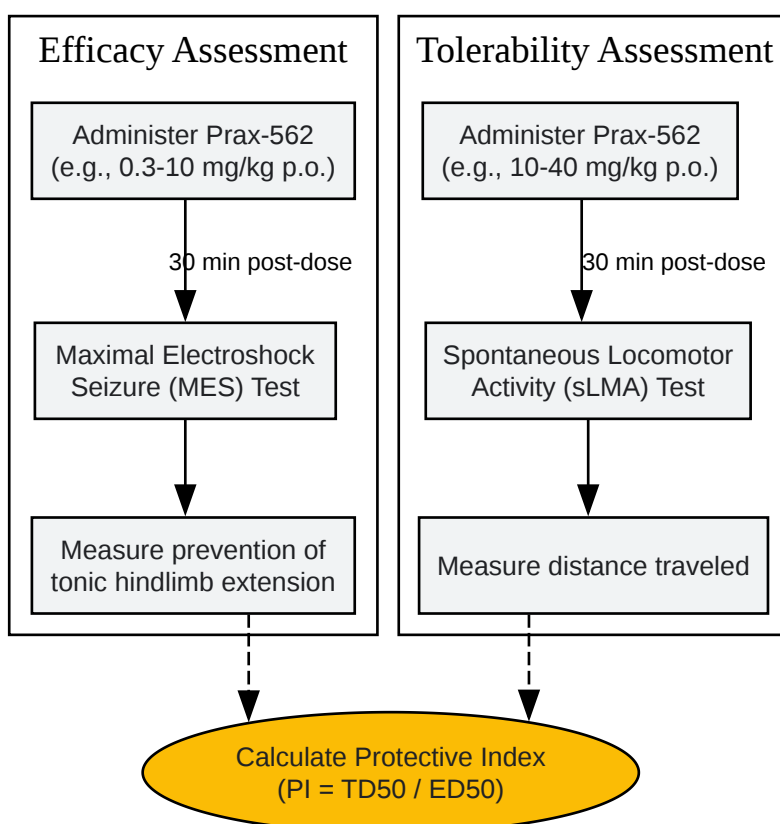 Efficacy Assessment
Administer Prax-562
(e.g., 0.3-10 mg/kg p.o.)
30 min post-dose
Maximal Electroshock
Seizure (MES) Test
Measure prevention of
tonic hindlimb extension
Tolerability Assessment
Administer Prax-562
(e.g., 10-40 mg/kg p.o.)
30 min post-dose
Spontaneous Locomotor
Activity (sLMA) Test
Measure distance traveled
Calculate Protective Index
(PI = TD50 / ED50)